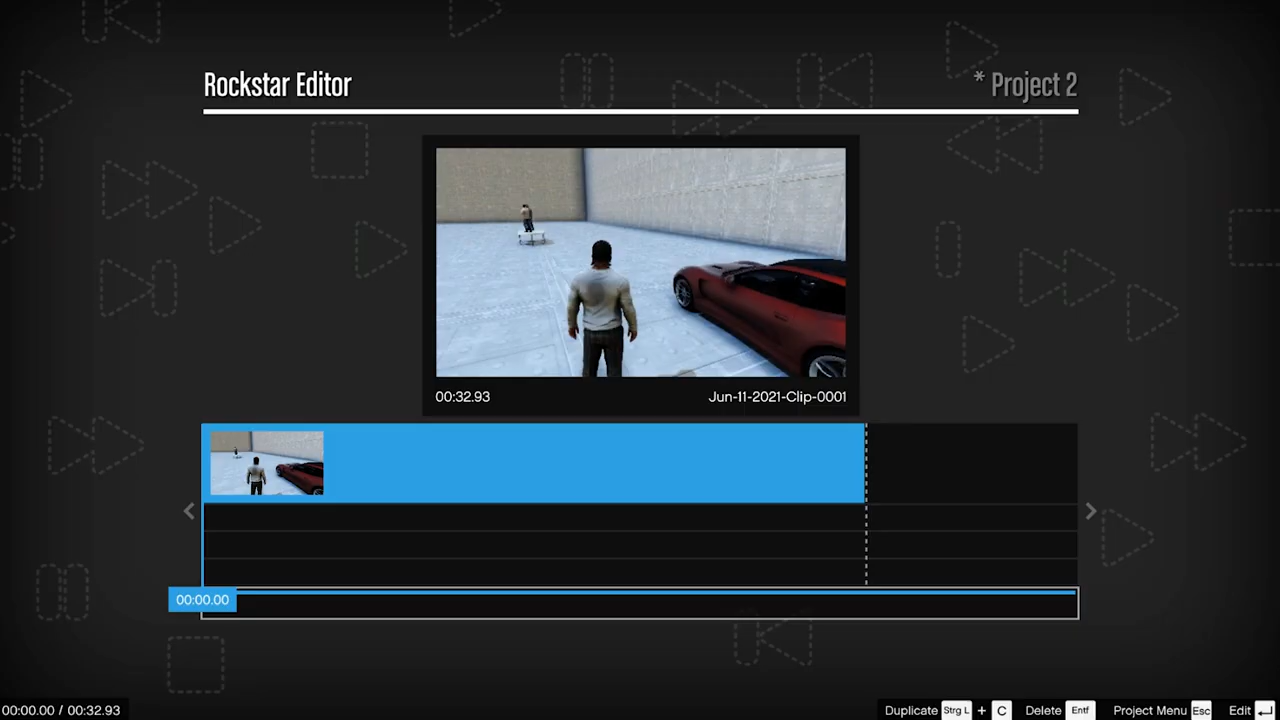 Rockstar Editor
* Project 2
00:32.93
Jun-11-2021-Clip-0001
00:00.00
00:00.00 / 00:32.93
Duplicate Strg L + C Delete Entf Project Menu Esc Edit